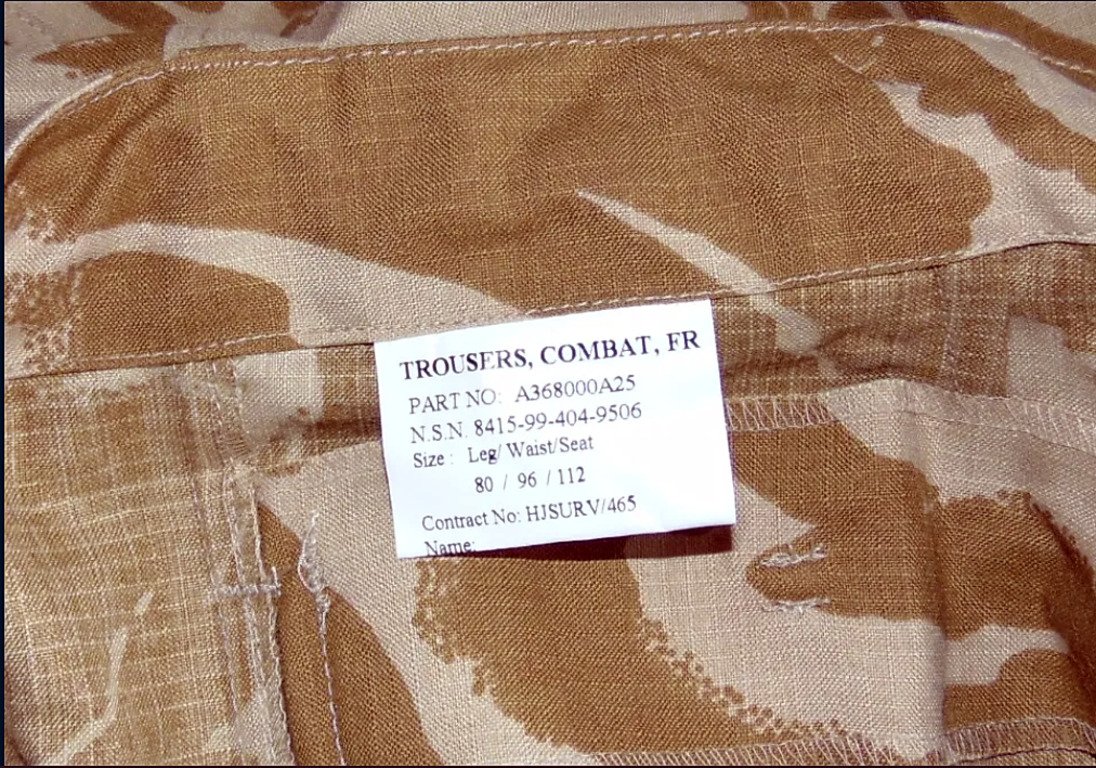 TROUSERS, COMBAT, FR
PART NO: A368000A25
N.S.N. 8415-99-404-9506
Size : Leg/ Waist/Seat
80 / 96 / 112
Contract No: HJSURV/465
Name: